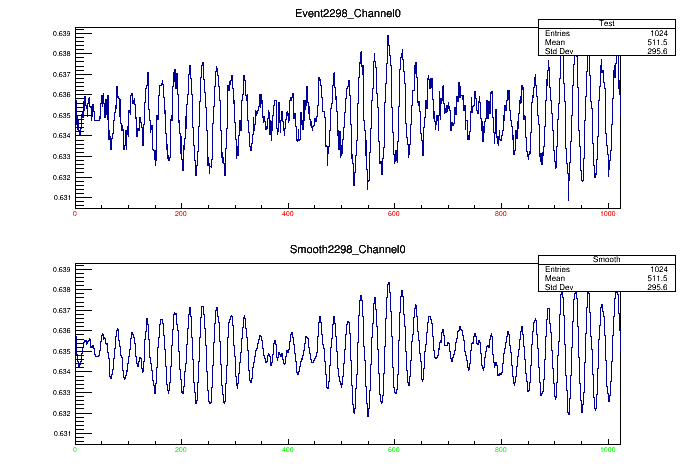 Event2298_Channel0
Test
Entries 1024
Mean 511.5
Std Dev 295.6
0.639
0.638
0.637
0.636
0.635
0.634
0.633
0.632
0.631
0 200 400 600 800 1000
Smooth2298_Channel0
Smooth
Entries 1024
Mean 511.5
Std Dev 295.6
0.639
0.638
0.637
0.636
0.635
0.634
0.633
0.632
0.631
0 200 400 600 800 1000